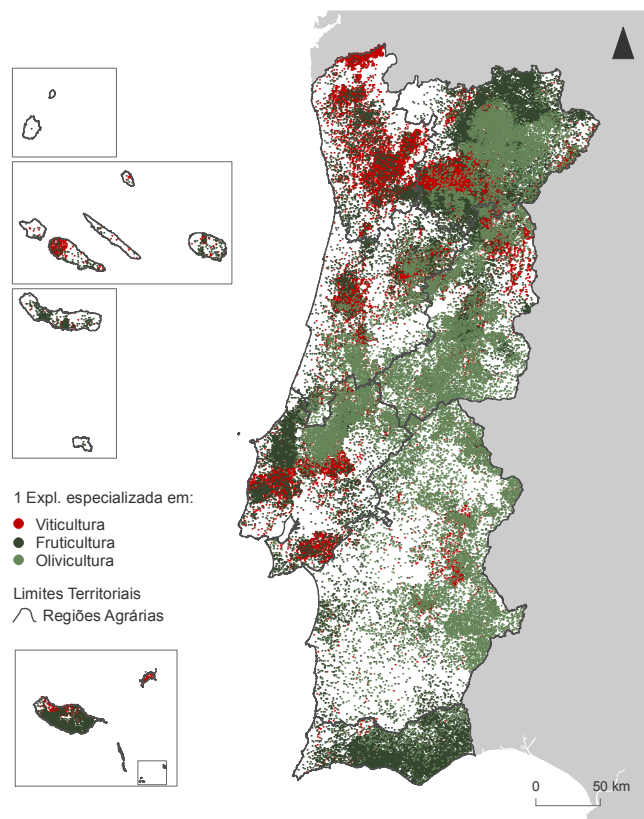 1 Expl. especializada em:
Viticultura
Fruticultura
Olivicultura
Limites Territoriais
Regiões Agrárias
0 50 km